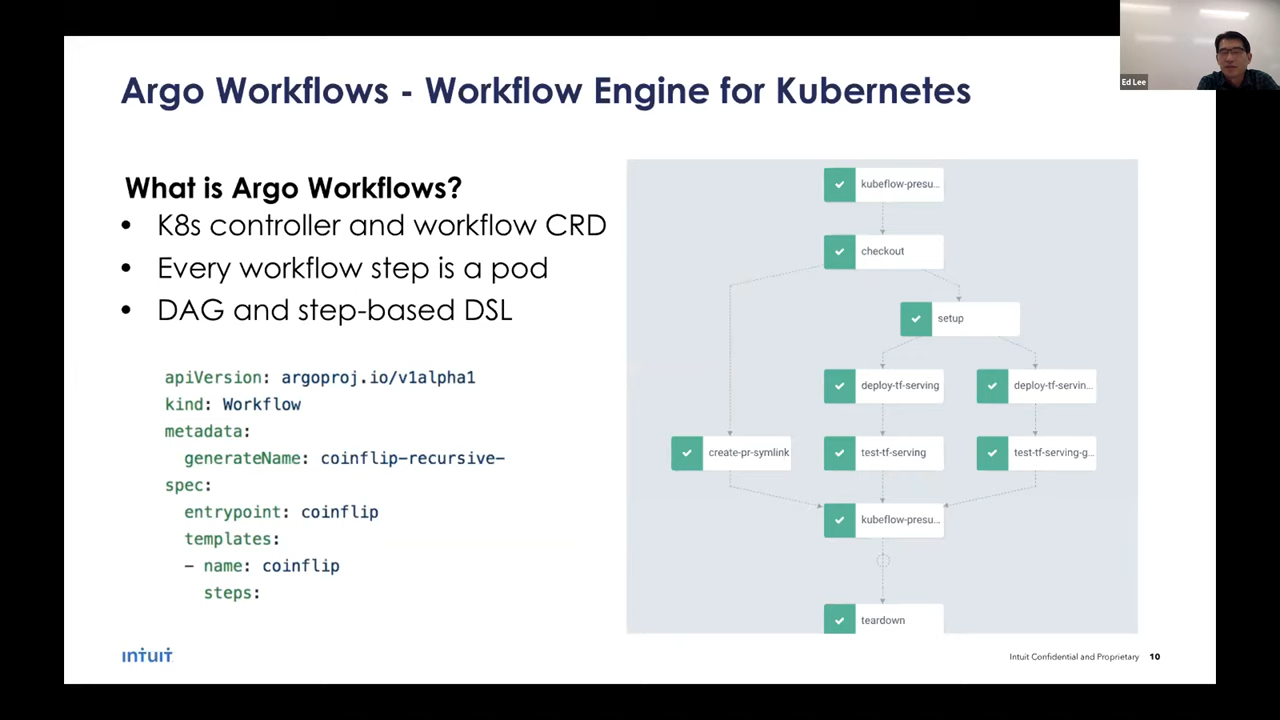 Ed Lee
Argo Workflows - Workflow Engine for Kubernetes
What is Argo Workflows?
• K8s controller and workflow CRD
• Every workflow step is a pod
• DAG and step-based DSL
apiVersion: argoproj.io/v1alpha1
kind: Workflow
metadata:
generateName: coinflip-recursive-
spec:
entrypoint: coinflip
templates:
- name: coinflip
steps:
kubeflow-presu...
checkout
setup
deploy-tf-serving
deploy-tf-servin...
create-pr-symlink
test-tf-serving
test-tf-serving-g...
kubeflow-presu...
teardown
INTUIT
Intuit Confidential and Proprietary 10